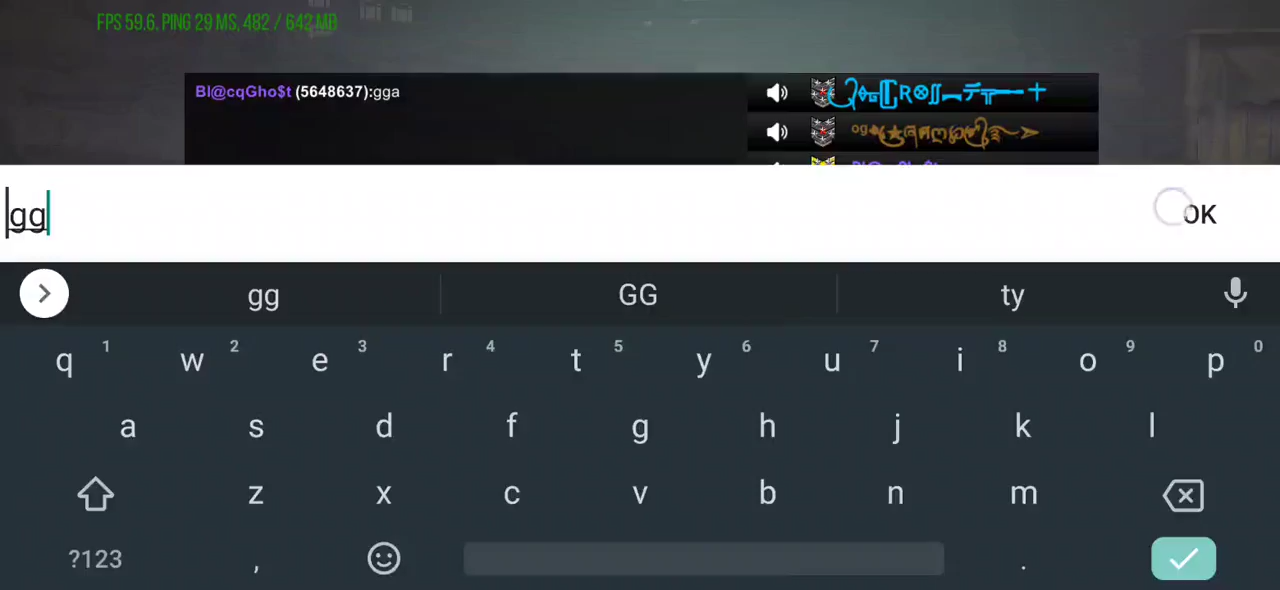 FPS 59.6, PING 29 MS, 482 / 642 MB
Bl@cqGho$t (5648637):gga
gg
OK
gg GG ty
q 1 w 2 e 3 r 4 t 5 y 6 u 7 i 8 o 9 p 0
a s d f g h j k l
z x c v b n m
?123 , .